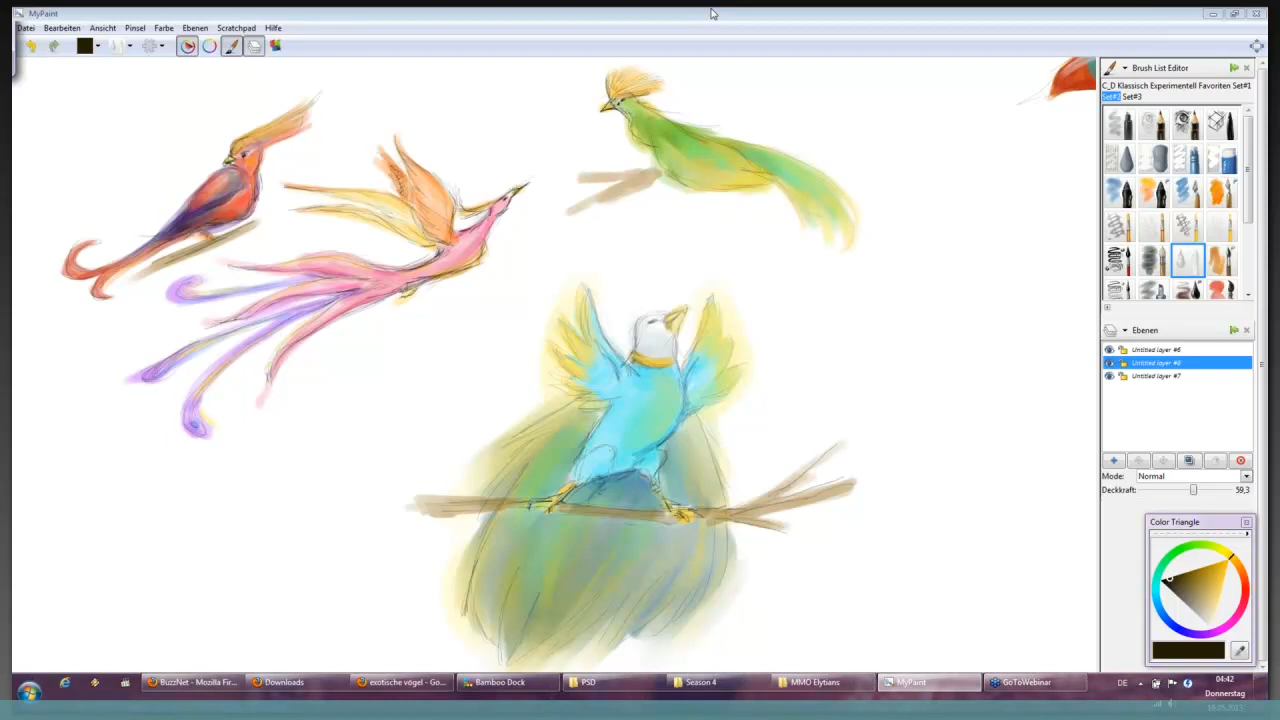 MyPaint
Datei Bearbeiten Ansicht Pinsel Farbe Ebenen Scratchpad Hilfe
Brush List Editor
C_D Klassisch Experimentell Favoriten Set#1
Set#2 Set#3
Ebenen
Untitled layer #6
Untitled layer #8
Untitled layer #7
Mode: Normal
Deckkraft: 59,3
Color Triangle
BuzzNet - Mozilla Fir... Downloads exotische vögel - Go... Bamboo Dock PSD Season 4 MMO Elytians MyPaint GoToWebinar DE 04:42
Donnerstag